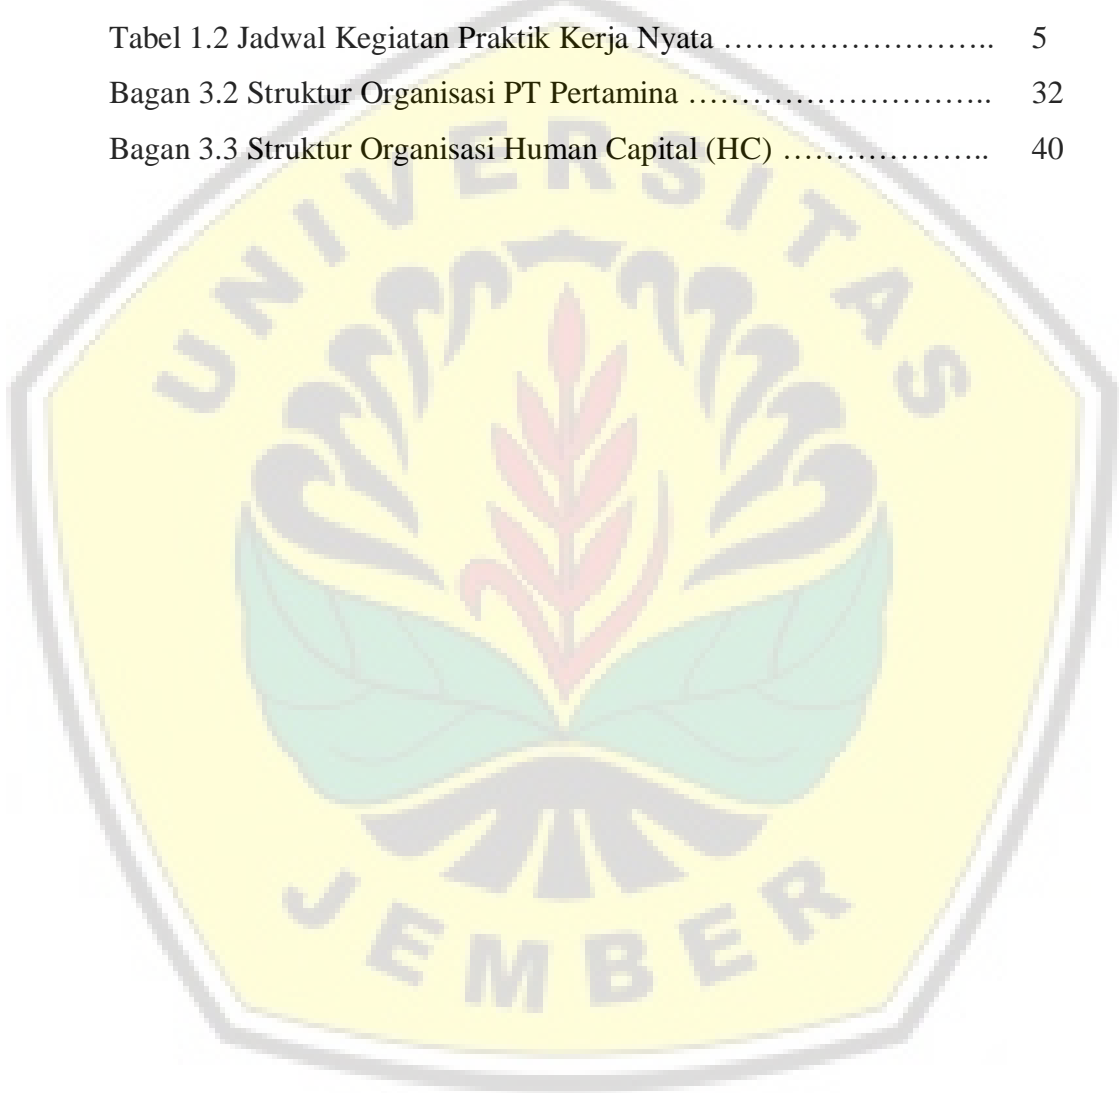 Tabel 1.2 Jadwal Kegiatan Praktik Kerja Nyata …………………….. 5
Bagan 3.2 Struktur Organisasi PT Pertamina ……………………….. 32
Bagan 3.3 Struktur Organisasi Human Capital (HC) ……………….. 40
UNIVERSITAS
JEMBER